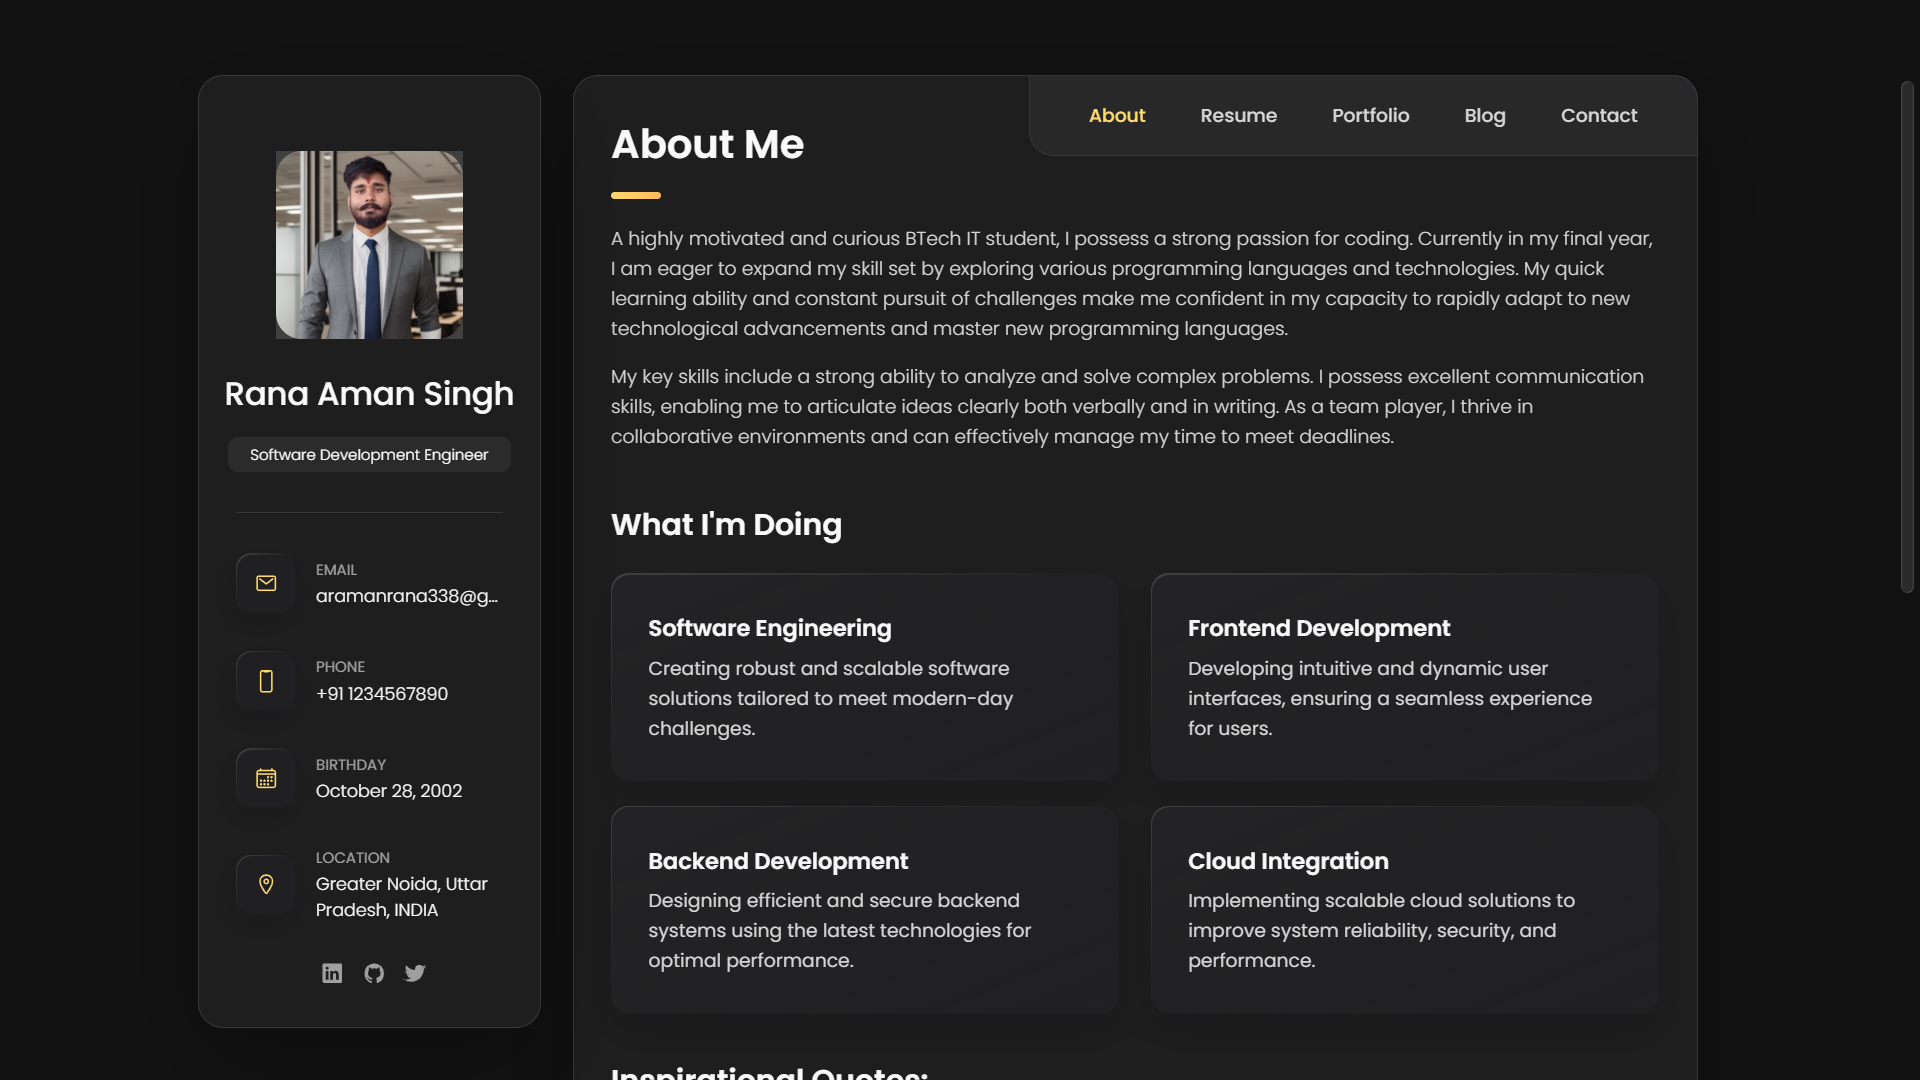 Rana Aman Singh
Software Development Engineer
EMAIL
aramanrana338@g...
PHONE
+91 1234567890
BIRTHDAY
October 28, 2002
LOCATION
Greater Noida, Uttar
Pradesh, INDIA
About Resume Portfolio Blog Contact
About Me
A highly motivated and curious BTech IT student, I possess a strong passion for coding. Currently in my final year,
I am eager to expand my skill set by exploring various programming languages and technologies. My quick
learning ability and constant pursuit of challenges make me confident in my capacity to rapidly adapt to new
technological advancements and master new programming languages.
My key skills include a strong ability to analyze and solve complex problems. I possess excellent communication
skills, enabling me to articulate ideas clearly both verbally and in writing. As a team player, I thrive in
collaborative environments and can effectively manage my time to meet deadlines.
What I'm Doing
Software Engineering
Creating robust and scalable software
solutions tailored to meet modern-day
challenges.
Frontend Development
Developing intuitive and dynamic user
interfaces, ensuring a seamless experience
for users.
Backend Development
Designing efficient and secure backend
systems using the latest technologies for
optimal performance.
Cloud Integration
Implementing scalable cloud solutions to
improve system reliability, security, and
performance.
Inspirational Quotes: